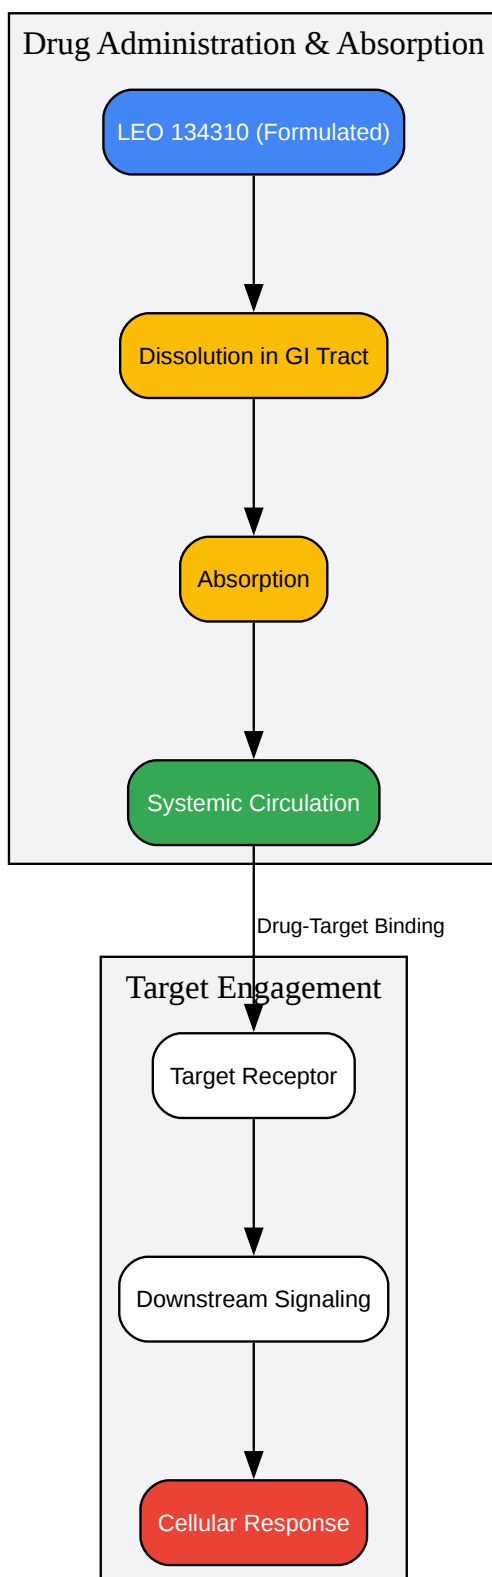 Drug Administration & Absorption
LEO 134310 (Formulated)
Dissolution in GI Tract
Absorption
Systemic Circulation
Drug-Target Binding
Target Engagement
Target Receptor
Downstream Signaling
Cellular Response